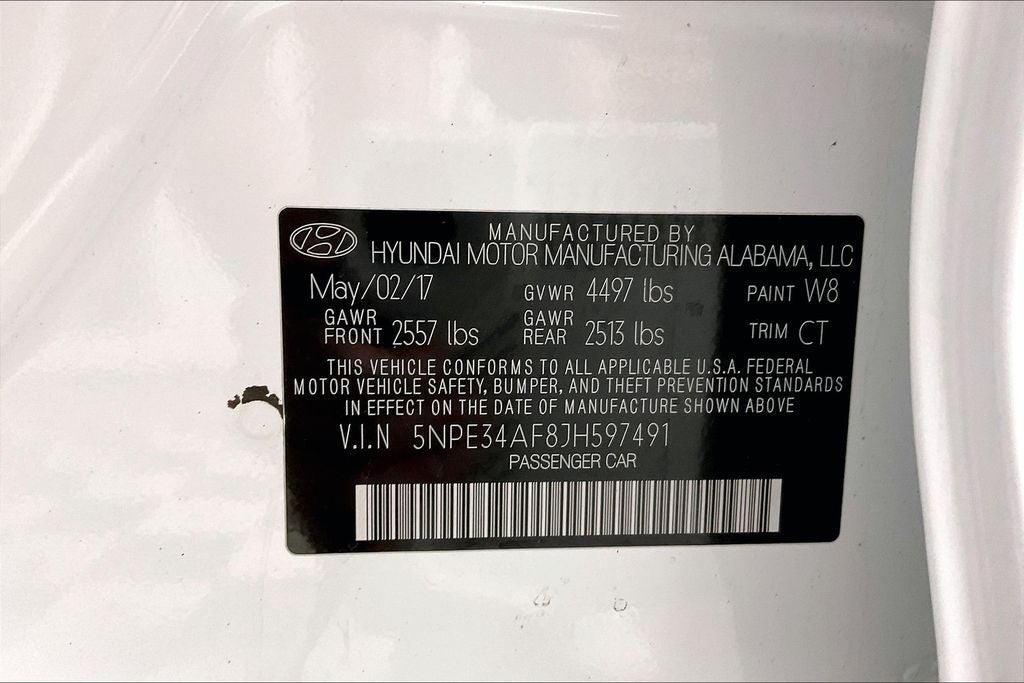 MANUFACTURED BY
HYUNDAI MOTOR MANUFACTURING ALABAMA, LLC
May/02/17 GVWR 4497 lbs PAINT W8
GAWR FRONT 2557 lbs GAWR REAR 2513 lbs TRIM CT
THIS VEHICLE CONFORMS TO ALL APPLICABLE U.S.A. FEDERAL
MOTOR VEHICLE SAFETY, BUMPER, AND THEFT PREVENTION STANDARDS
IN EFFECT ON THE DATE OF MANUFACTURE SHOWN ABOVE
V.I.N 5NPE34AF8JH597491
PASSENGER CAR